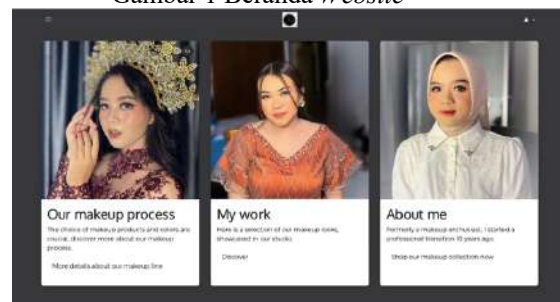 Gambar 1 Beranda Website
Our makeup process
The choice of makeup products and colors are
crucial, discover more about our makeup
process.
More details about our makeup line
My work
Here is a selection of our makeup looks,
showcased in our studio.
Discover
About me
Formerly a makeup enthusiast, I started a
professional transition 10 years ago.
Shop our makeup collection now